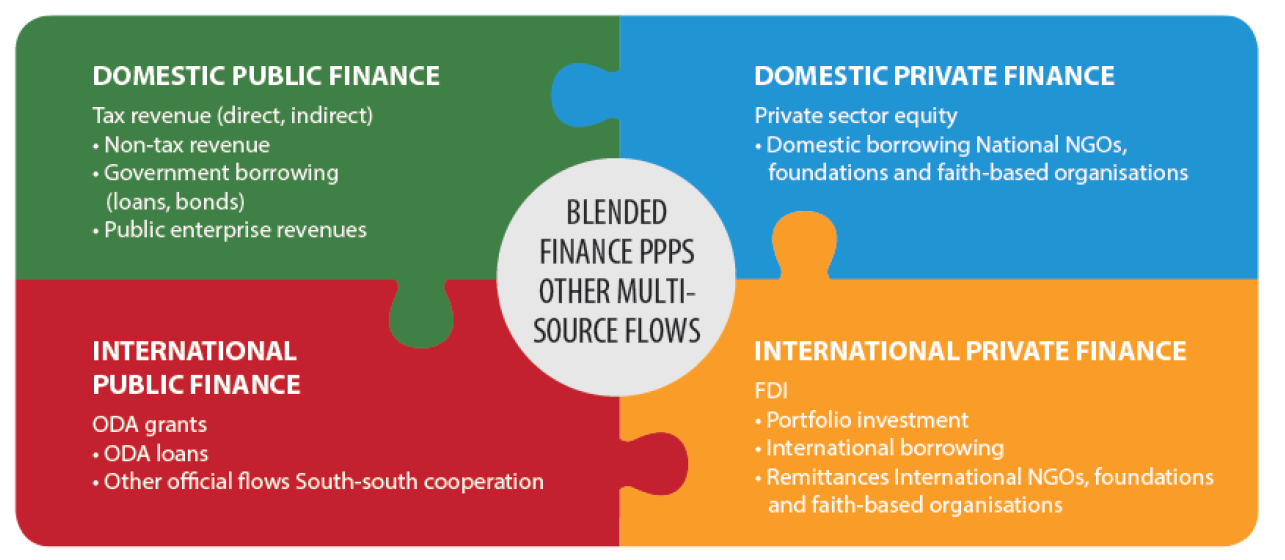 DOMESTIC PUBLIC FINANCE
Tax revenue (direct, indirect)
• Non-tax revenue
• Government borrowing
(loans, bonds)
• Public enterprise revenues
DOMESTIC PRIVATE FINANCE
Private sector equity
• Domestic borrowing National NGOs,
foundations and faith-based organisations
BLENDED
FINANCE PPPS
OTHER MULTI-
SOURCE FLOWS
INTERNATIONAL
PUBLIC FINANCE
ODA grants
• ODA loans
• Other official flows South-south cooperation
INTERNATIONAL PRIVATE FINANCE
FDI
• Portfolio investment
• International borrowing
• Remittances International NGOs, foundations
and faith-based organisations